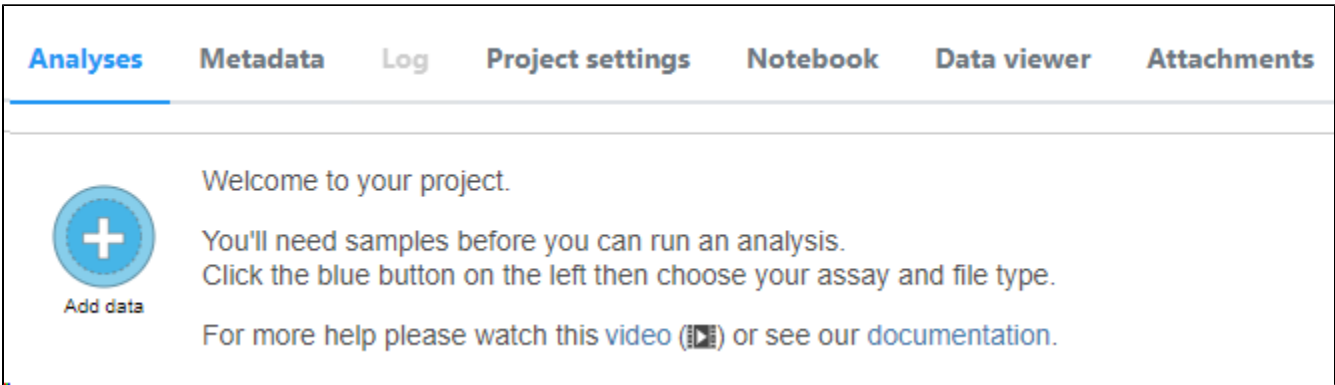 Analyses Metadata Log Project settings Notebook Data viewer Attachments
Welcome to your project.
You'll need samples before you can run an analysis.
Click the blue button on the left then choose your assay and file type.
Add data
For more help please watch this video () or see our documentation.